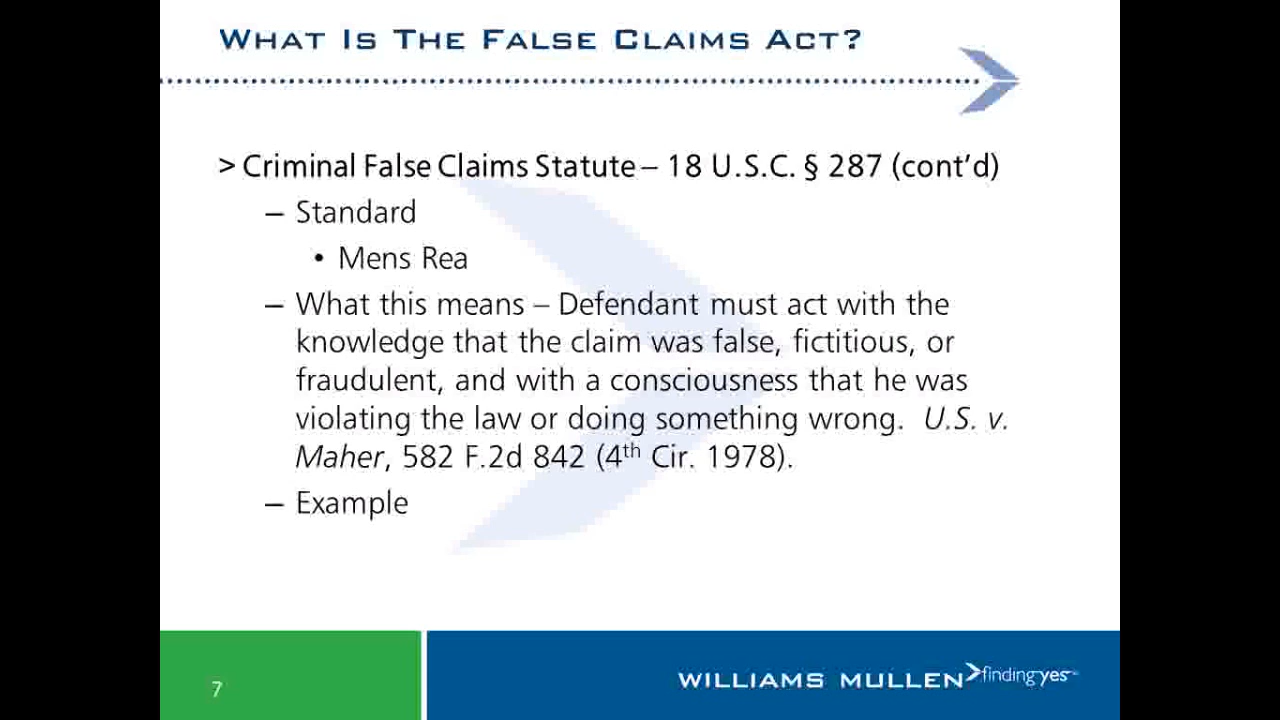 WHAT IS THE FALSE CLAIMS ACT?
> Criminal False Claims Statute – 18 U.S.C. § 287 (cont’d)
– Standard
• Mens Rea
– What this means – Defendant must act with the
knowledge that the claim was false, fictitious, or
fraudulent, and with a consciousness that he was
violating the law or doing something wrong. U.S. v.
Maher, 582 F.2d 842 (4th Cir. 1978).
– Example
7
WILLIAMS MULLEN finding yes℠